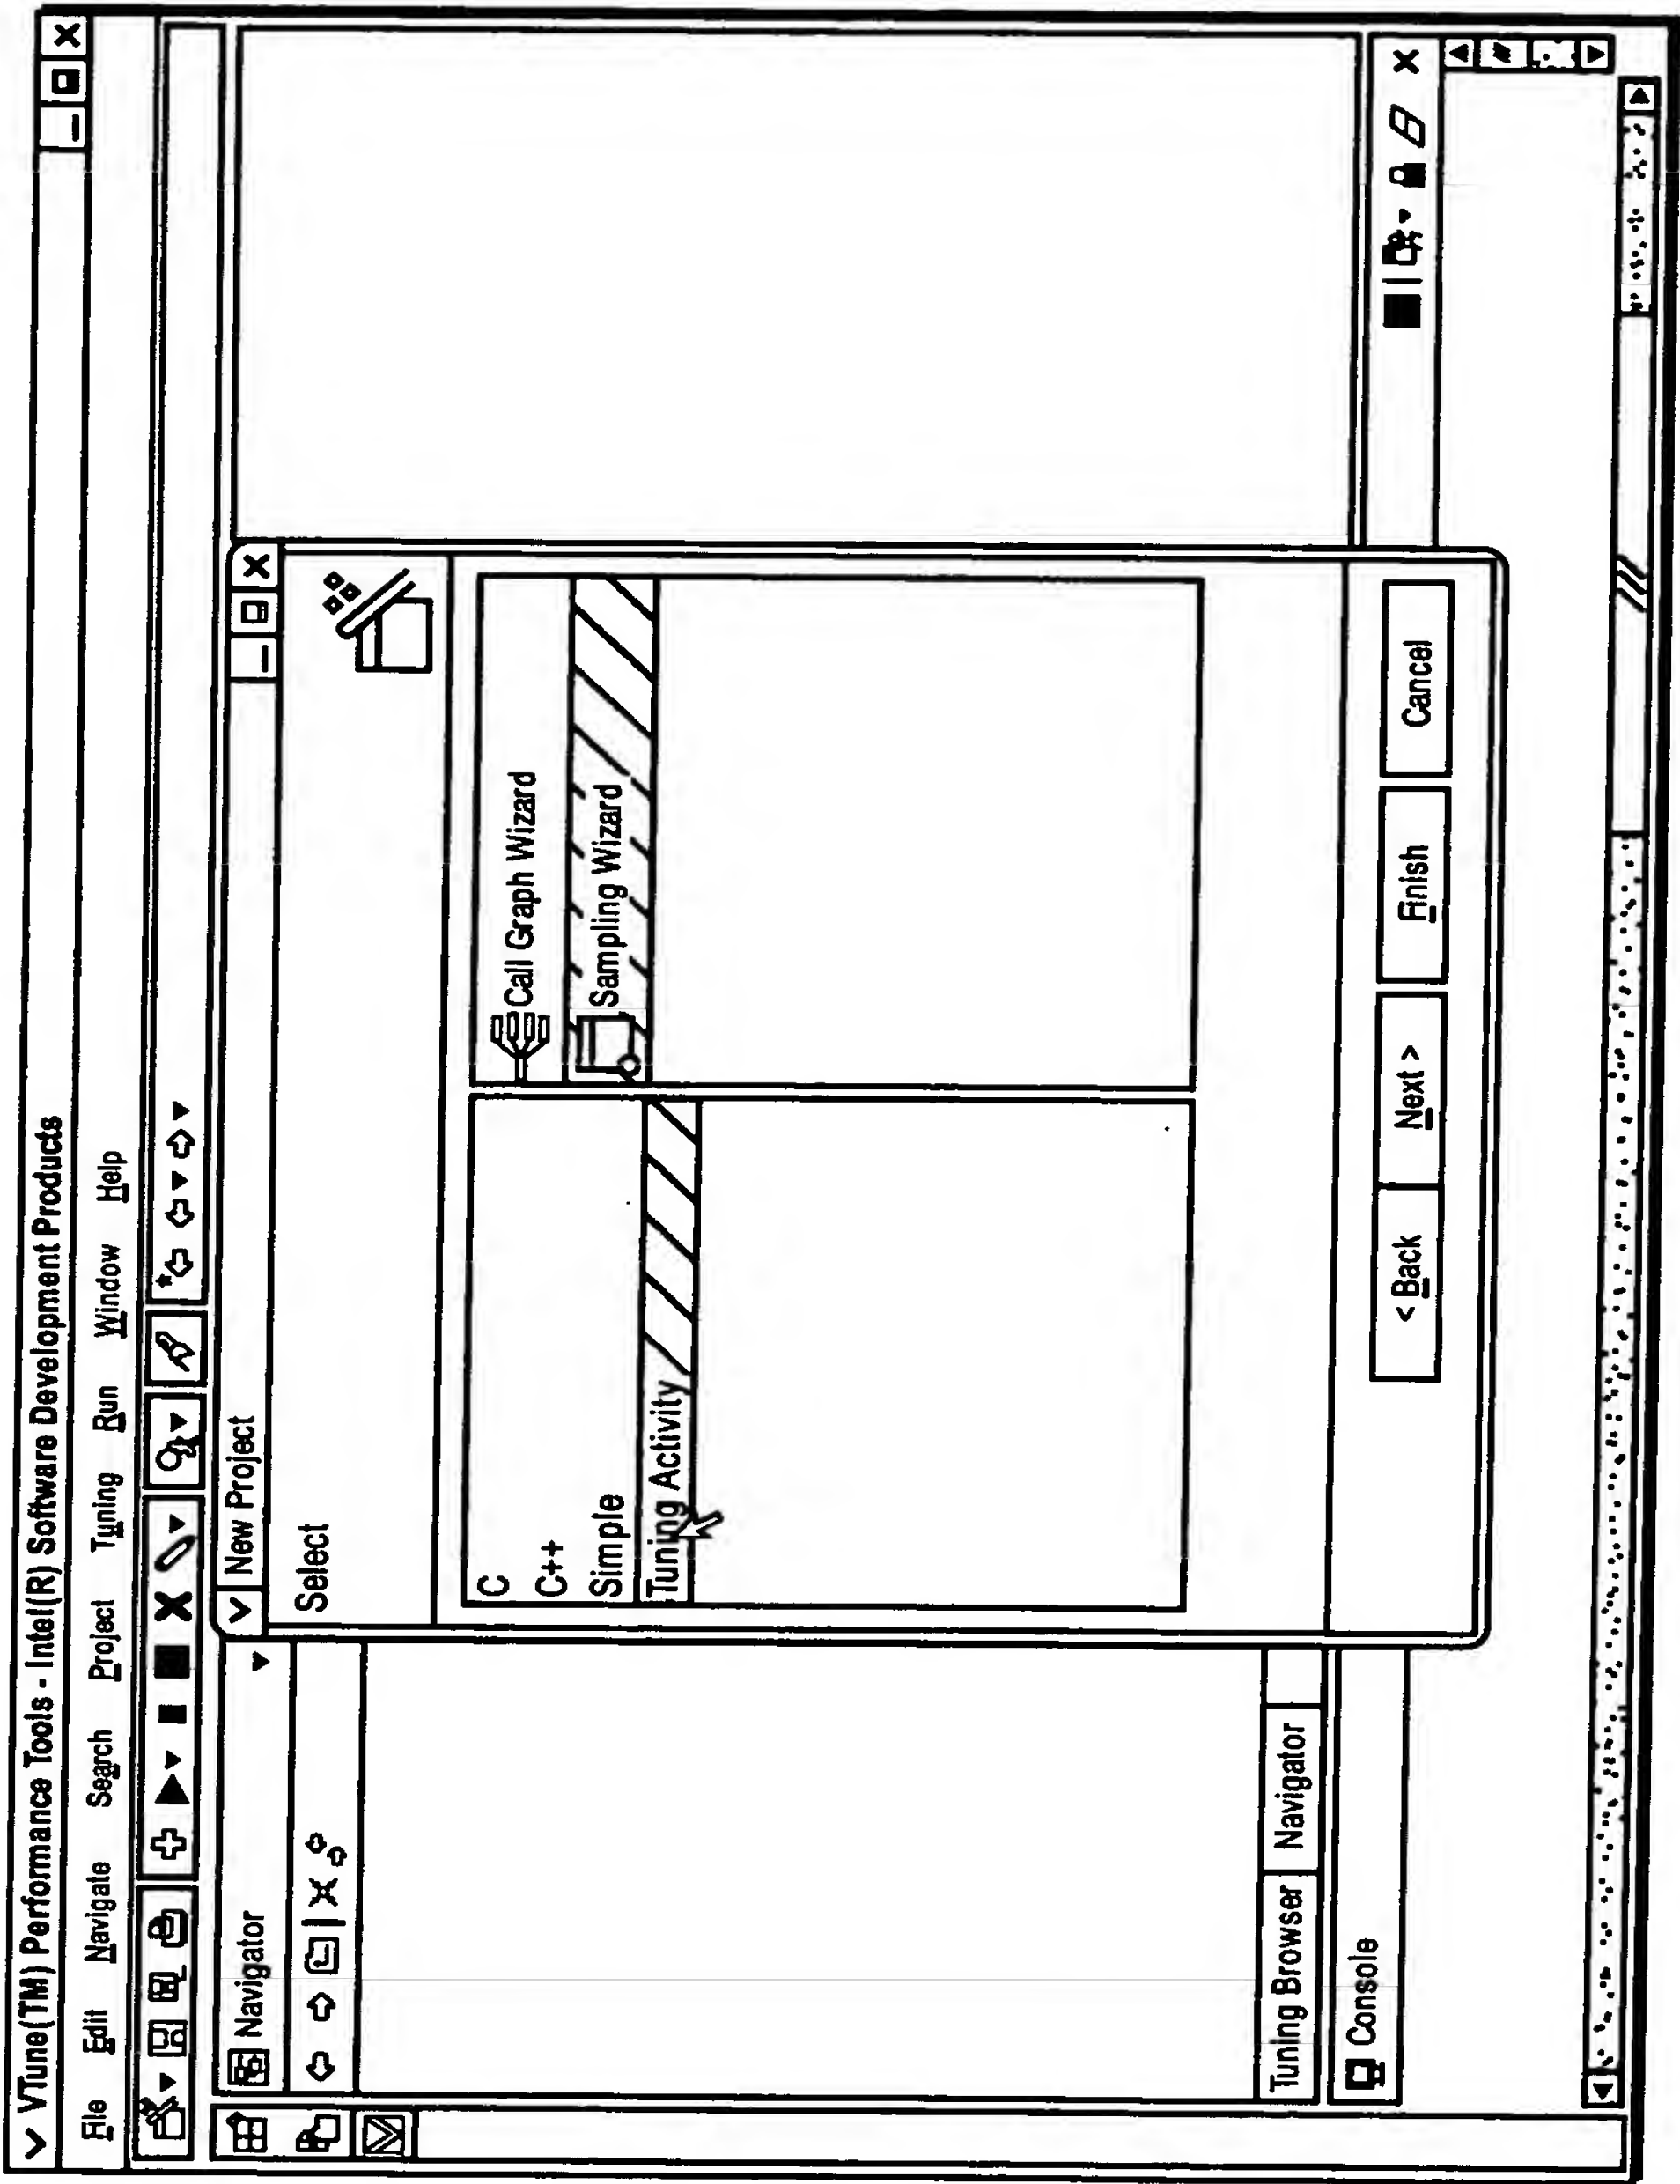 VTune(TM) Performance Tools - Intel(R) Software Development Products
File Edit Navigate Search Project Tuning Run Window Help
Navigator
New Project
Select
C
C++
Simple
Tuning Activity
Call Graph Wizard
Sampling Wizard
< Back Next > Finish Cancel
Tuning Browser Navigator
Console